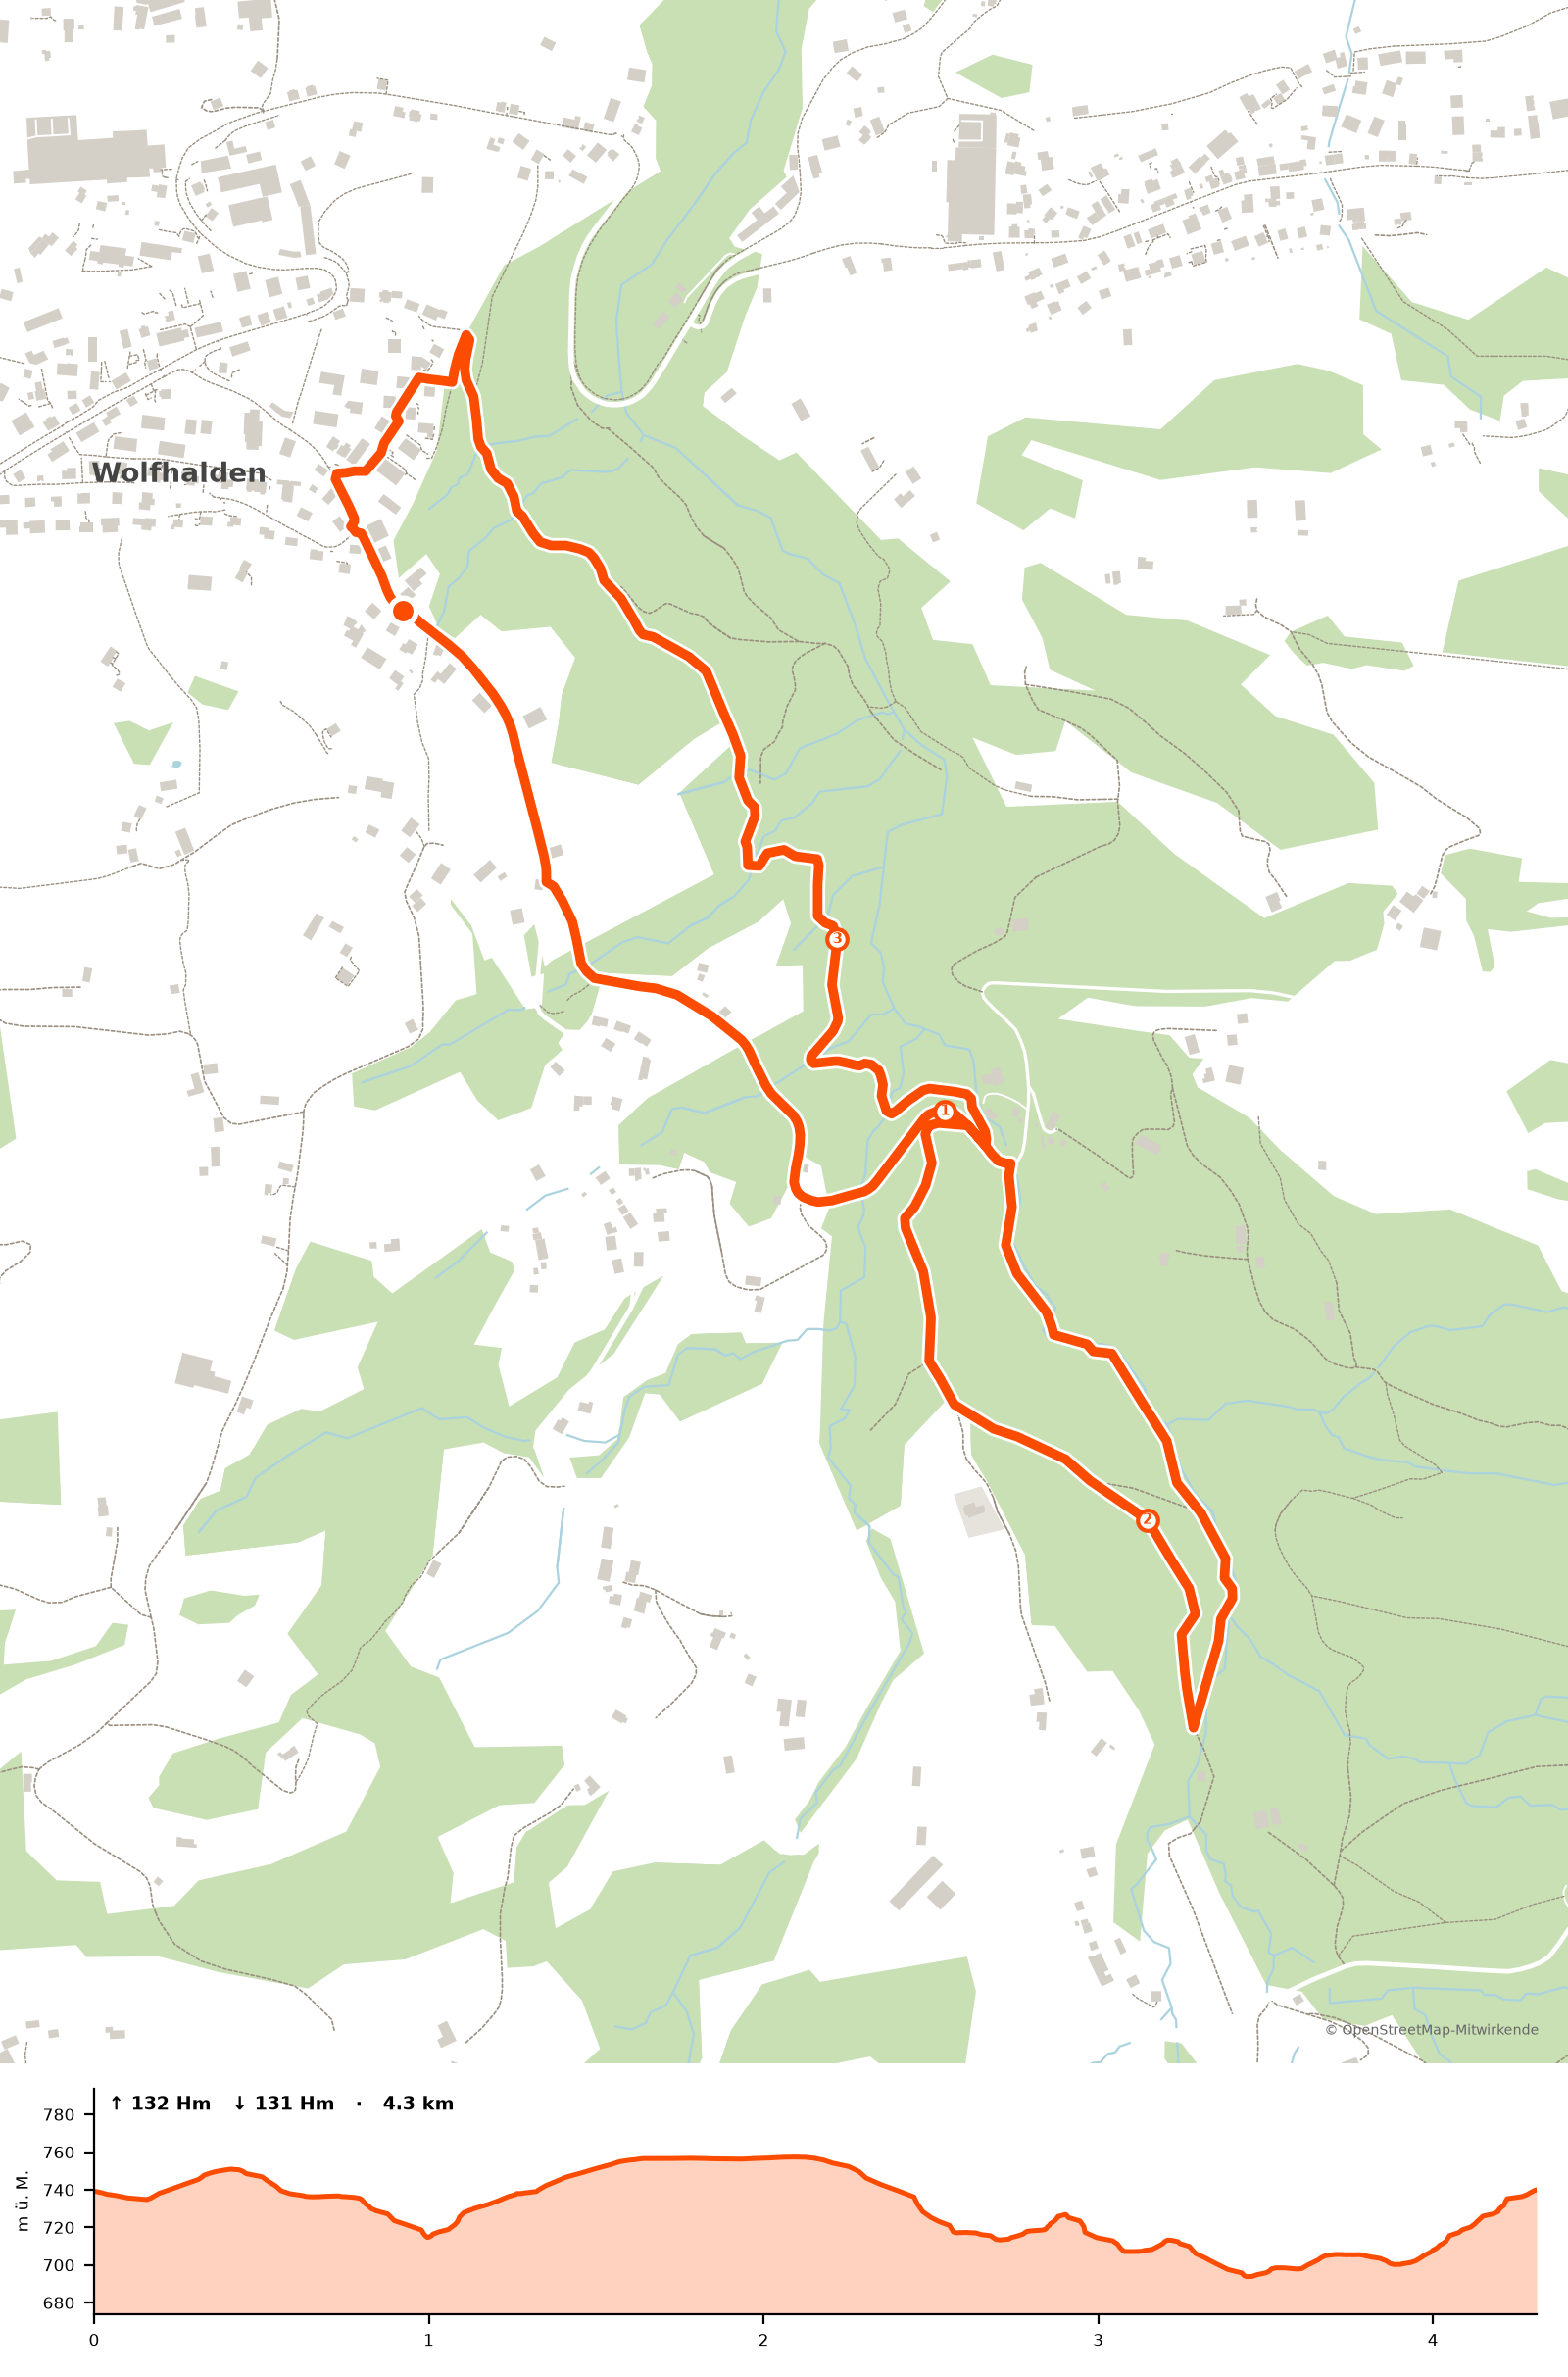 Wolfhalden
3
1
2
© OpenStreetMap-Mitwirkende
↑ 132 Hm ↓ 131 Hm · 4.3 km
m ü. M.
780
760
740
720
700
680
0 1 2 3 4